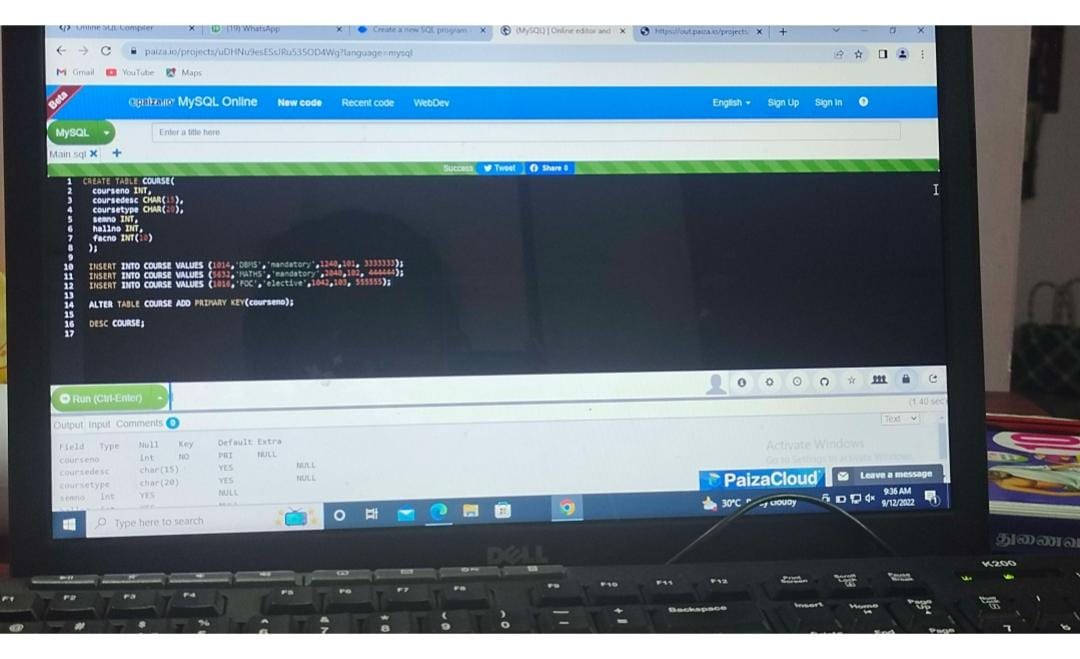 Online SQL Compiler
(19) WhatsApp
Create a new SQL program
(MySQL) | Online editor and
https://out.paiza.io/projects
paiza.io/projects/uDHNu9esESsJRu535OD4Wg?language=mysql
Gmail YouTube Maps
Beta
paiza.io MySQL Online New code Recent code WebDev English Sign Up Sign In
MySQL Enter a title here
Main.sql
Success Tweet Share 0
1 CREATE TABLE COURSE(
2 courseno INT,
3 coursedesc CHAR(15),
4 coursetype CHAR(20),
5 semno INT,
6 hallno INT,
7 facno INT(10)
8 );
9
10 INSERT INTO COURSE VALUES (1014,'DBMS','mandatory',1240,101, 3333333);
11 INSERT INTO COURSE VALUES (5632,'MATHS','mandatory',2040,102, 444444);
12 INSERT INTO COURSE VALUES (1016,'FOC','elective',1042,103, 555555);
13
14 ALTER TABLE COURSE ADD PRIMARY KEY(courseno);
15
16 DESC COURSE;
17
Run (Ctrl-Enter)
(1.40 sec)
Output Input Comments 0
Text
Field Type Null Key Default Extra
courseno Int NO PRI NULL
coursedesc char(15) YES NULL
coursetype char(20) YES NULL
semno Int YES NULL
Activate Windows
Go to Settings to activate Windows.
PaizaCloud Leave a message
Type here to search
30°C cloudy
9:36 AM
9/12/2022
DELL
துணைவ
K200
F1 F2 F3 F4 F5 F6 F7 F8 F9 F10 F11 F12
Print Screen
Scroll Lock
Pause
Backspace
Insert Home Page Up
Num Lock
End Page